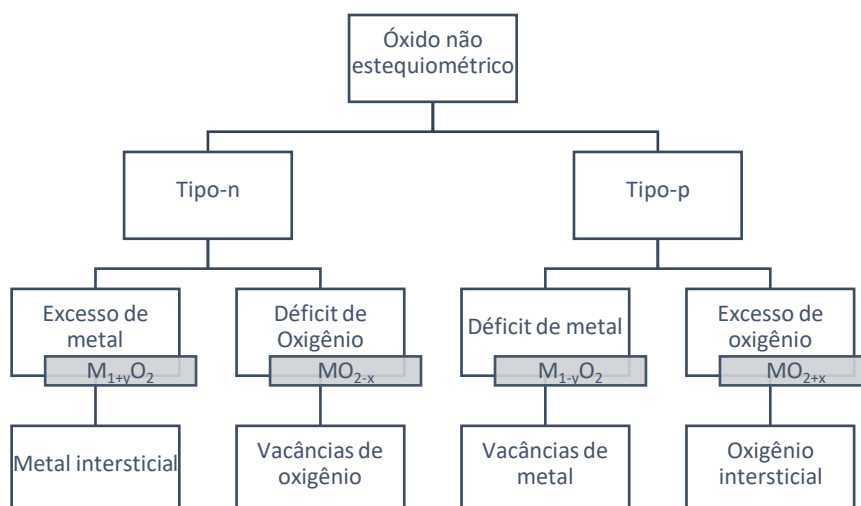 Óxido não
estequiométrico
Tipo-n
Tipo-p
Excesso de
metal
M₁₊yO₂
Déficit de
Oxigênio
MO₂₋ₓ
Déficit de metal
M₁₋yO₂
Excesso de
oxigênio
MO₂₊ₓ
Metal intersticial
Vacâncias de
oxigênio
Vacâncias de
metal
Oxigênio
intersticial